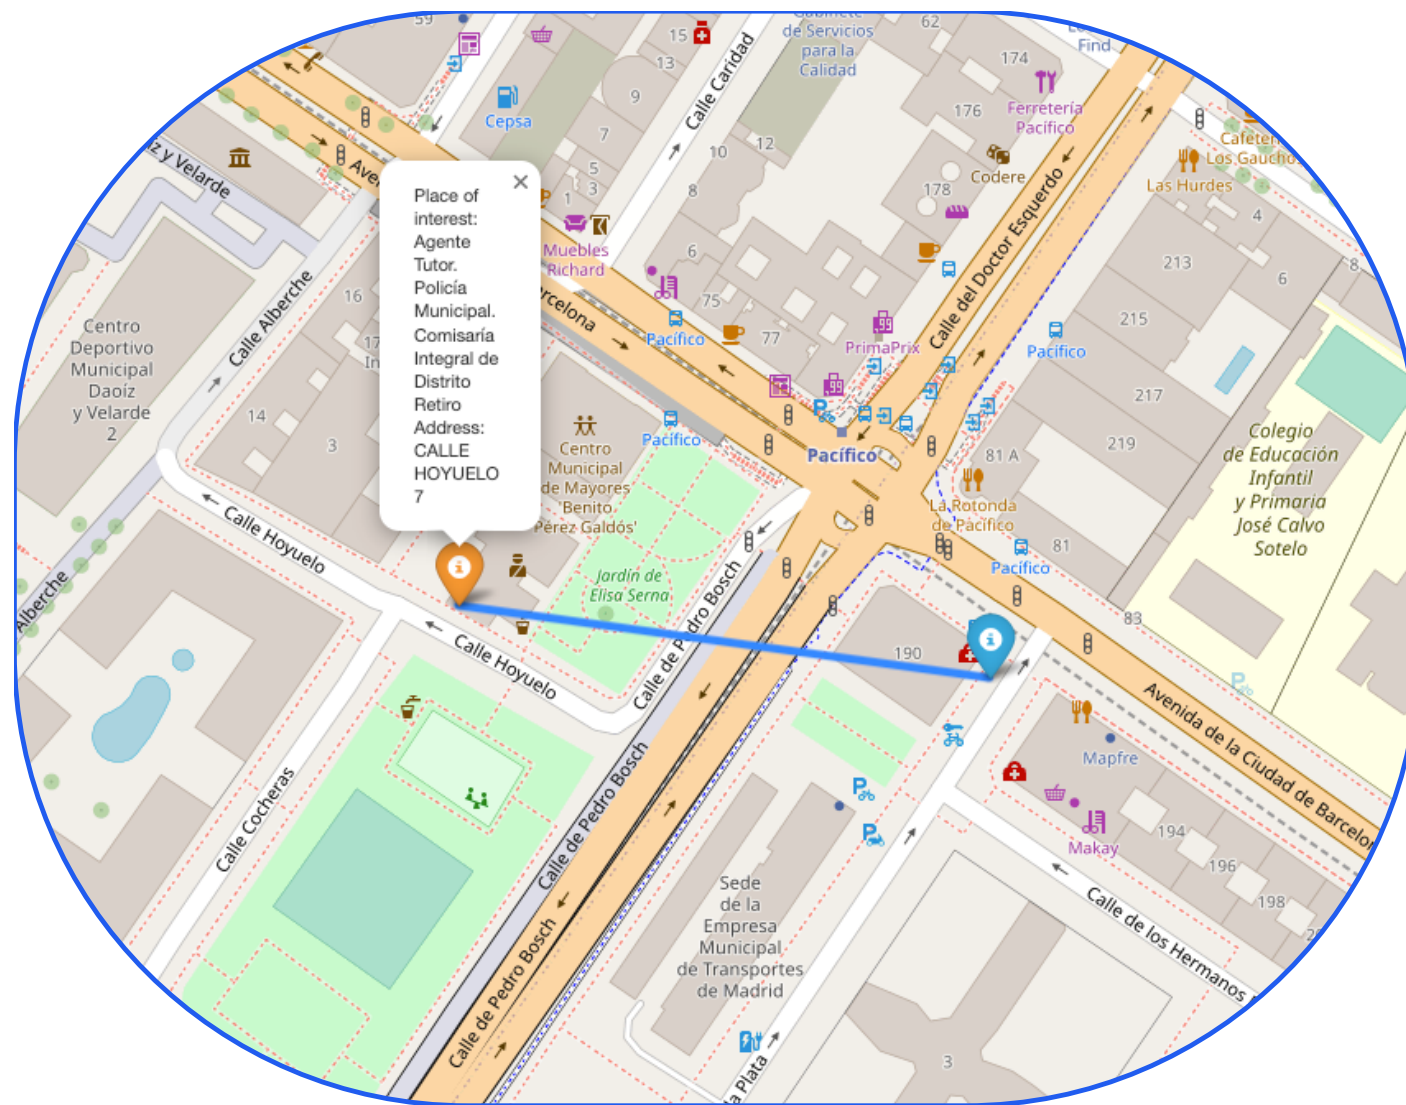 59
15
13
9
7
5
3
1
Cepsa
Calle Caridad
de Servicios
para la
Calidad
62
Find
174
176
Ferretería
Pacífico
Codere
178
Las Hurdes
Los Gaucho
4
6
8
213
215
217
219
10
12
8
6
75
77
Muebles
Richard
Pacífico
PrimaPrix
Calle del Doctor Esquerdo
Pacífico
y Velarde
Calle Alberche
16
14
3
Centro
Deportivo
Municipal
Daoíz
y Velarde
2
Place of
interest:
Agente
Tutor.
Policía
Municipal.
Comisaría
Integral de
Distrito
Retiro
Address:
CALLE
HOYUELO
7
Centro
Municipal
de Mayores
'Benito
Pérez Galdós'
Pacífico
Pacífico
81 A
La Rotonda
de Pacífico
Pacífico
81
83
Colegio
de Educación
Infantil
y Primaria
José Calvo
Sotelo
Calle Hoyuelo
Calle Hoyuelo
Jardín de
Elisa Serna
Calle de Pedro Bosch
190
Alberche
Calle Cocheras
Calle de Pedro Bosch
Calle de Pedro Bosch
Avenida de la Ciudad de Barcelon
Mapfre
Makay
194
196
198
Calle de los Hermanos
Sede
de la
Empresa
Municipal
de Transportes
de Madrid
la Plata
3